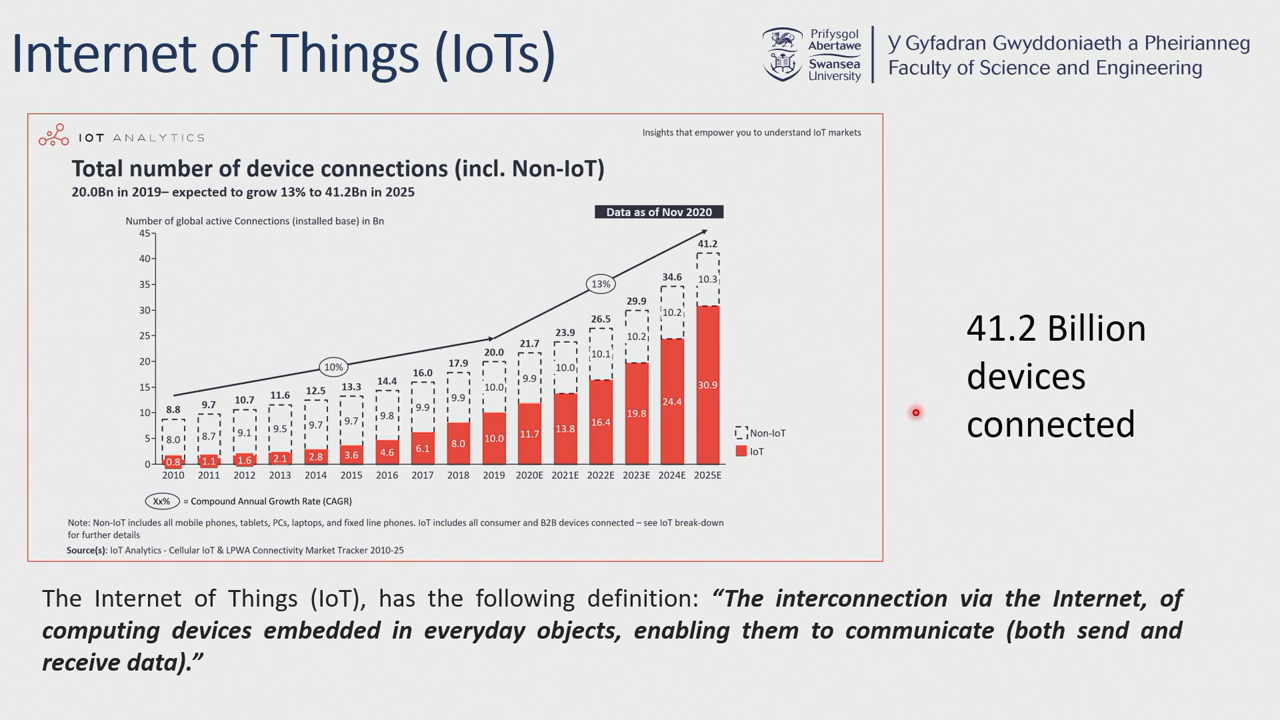 Internet of Things (IoTs)
Prifysgol
Abertawe
Swansea
University
Y Gyfadran Gwyddoniaeth a Pheirianneg
Faculty of Science and Engineering
IOT ANALYTICS
Insights that empower you to understand IoT markets
Total number of device connections (incl. Non-IoT)
20.0Bn in 2019– expected to grow 13% to 41.2Bn in 2025
Data as of Nov 2020
Number of global active Connections (installed base) in Bn
45
40
35
30
25
20
15
10
5
0
10%
13%
8.8 9.7 10.7 11.6 12.5 13.3 14.4 16.0 17.9 20.0 21.7 23.9 26.5 29.9 34.6 41.2
8.0 8.7 9.1 9.5 9.7 9.7 9.8 9.9 9.9 10.0 9.9 10.0 10.1 10.2 10.2 10.3
0.8 1.1 1.6 2.1 2.8 3.6 4.6 6.1 8.0 10.0 11.7 13.8 16.4 19.8 24.4 30.9
2010 2011 2012 2013 2014 2015 2016 2017 2018 2019 2020E 2021E 2022E 2023E 2024E 2025E
Non-IoT
IoT
Xx% = Compound Annual Growth Rate (CAGR)
Note: Non-IoT includes all mobile phones, tablets, PCs, laptops, and fixed line phones. IoT includes all consumer and B2B devices connected – see IoT break-down
for further details
Source(s): IoT Analytics - Cellular IoT & LPWA Connectivity Market Tracker 2010-25
41.2 Billion
devices
connected
The Internet of Things (IoT), has the following definition: “The interconnection via the Internet, of
computing devices embedded in everyday objects, enabling them to communicate (both send and
receive data).”